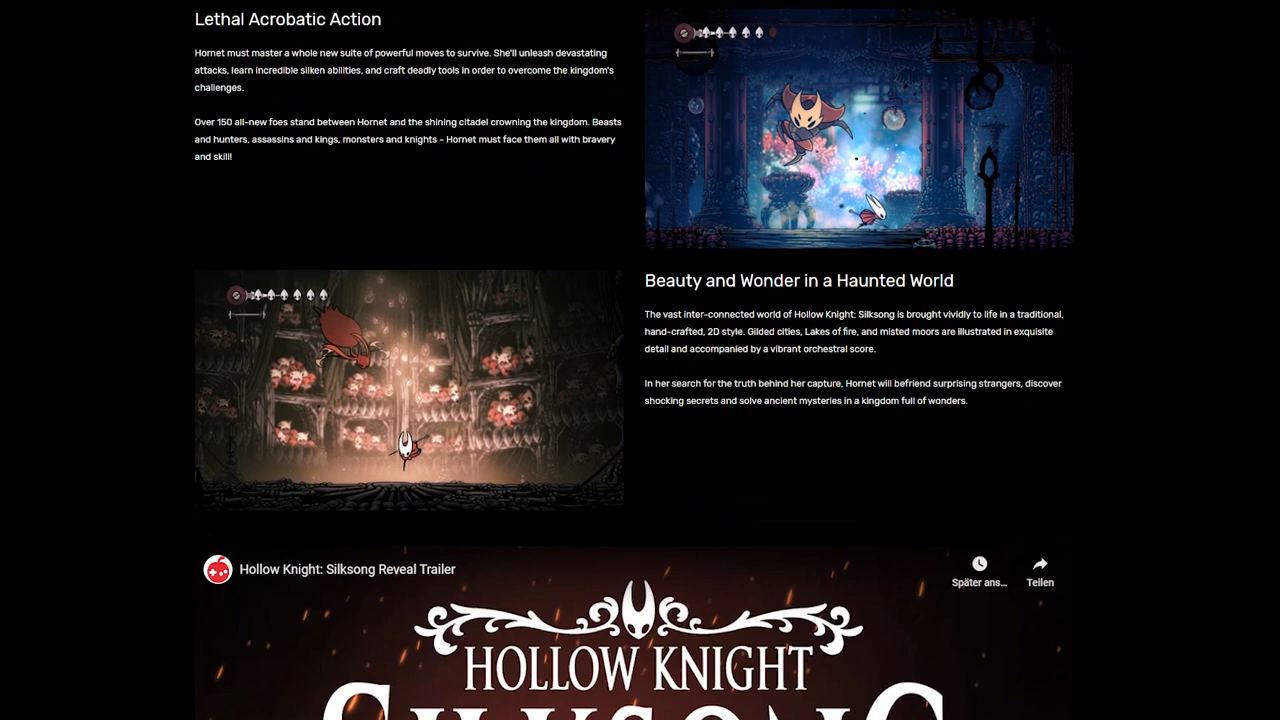 Lethal Acrobatic Action
Hornet must master a whole new suite of powerful moves to survive. She'll unleash devastating
attacks, learn incredible silken abilities, and craft deadly tools in order to overcome the kingdom's
challenges.
Over 150 all-new foes stand between Hornet and the shining citadel crowning the kingdom. Beasts
and hunters, assassins and kings, monsters and knights – Hornet must face them all with bravery
and skill!
Beauty and Wonder in a Haunted World
The vast inter-connected world of Hollow Knight: Silksong is brought vividly to life in a traditional,
hand-crafted, 2D style. Gilded cities, Lakes of fire, and misted moors are illustrated in exquisite
detail and accompanied by a vibrant orchestral score.
In her search for the truth behind her capture, Hornet will befriend surprising strangers, discover
shocking secrets and solve ancient mysteries in a kingdom full of wonders.
Hollow Knight: Silksong Reveal Trailer
Später ans...
Teilen
HOLLOW KNIGHT
SILKSONG